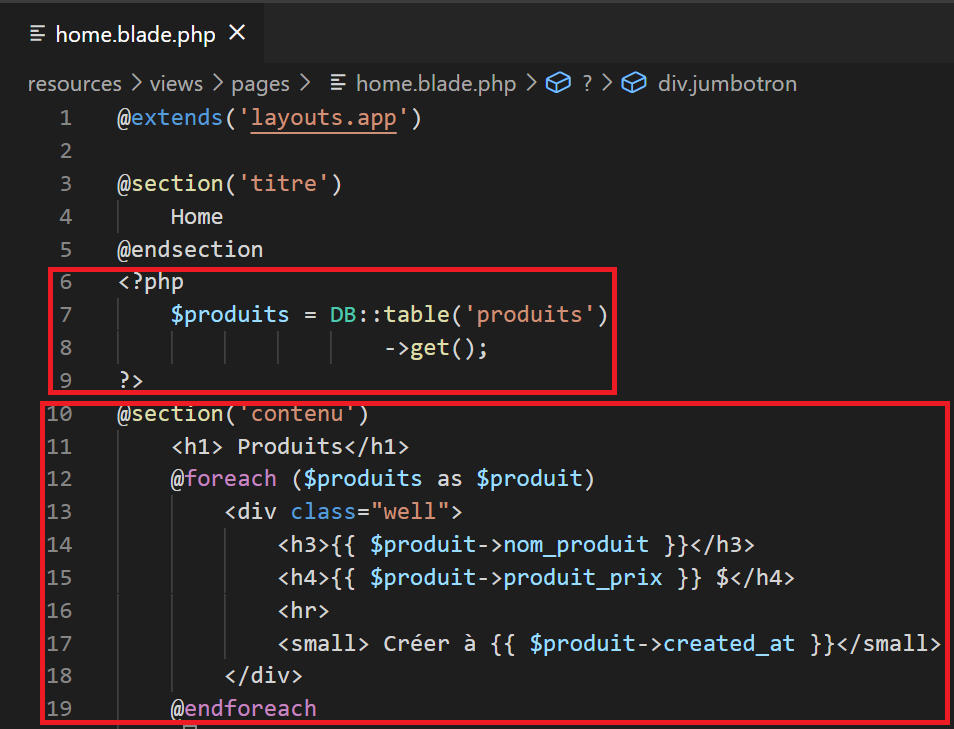 home.blade.php ×
resources > views > pages > home.blade.php > ? > div.jumbotron
1 @extends('layouts.app')
2
3 @section('titre')
4 Home
5 @endsection
6 <?php
7 $produits = DB::table('produits')
8 ->get();
9 ?>
10 @section('contenu')
11 <h1> Produits</h1>
12 @foreach ($produits as $produit)
13 <div class="well">
14 <h3>{{ $produit->nom_produit }}</h3>
15 <h4>{{ $produit->produit_prix }} $</h4>
16 <hr>
17 <small> Créer à {{ $produit->created_at }}</small>
18 </div>
19 @endforeach